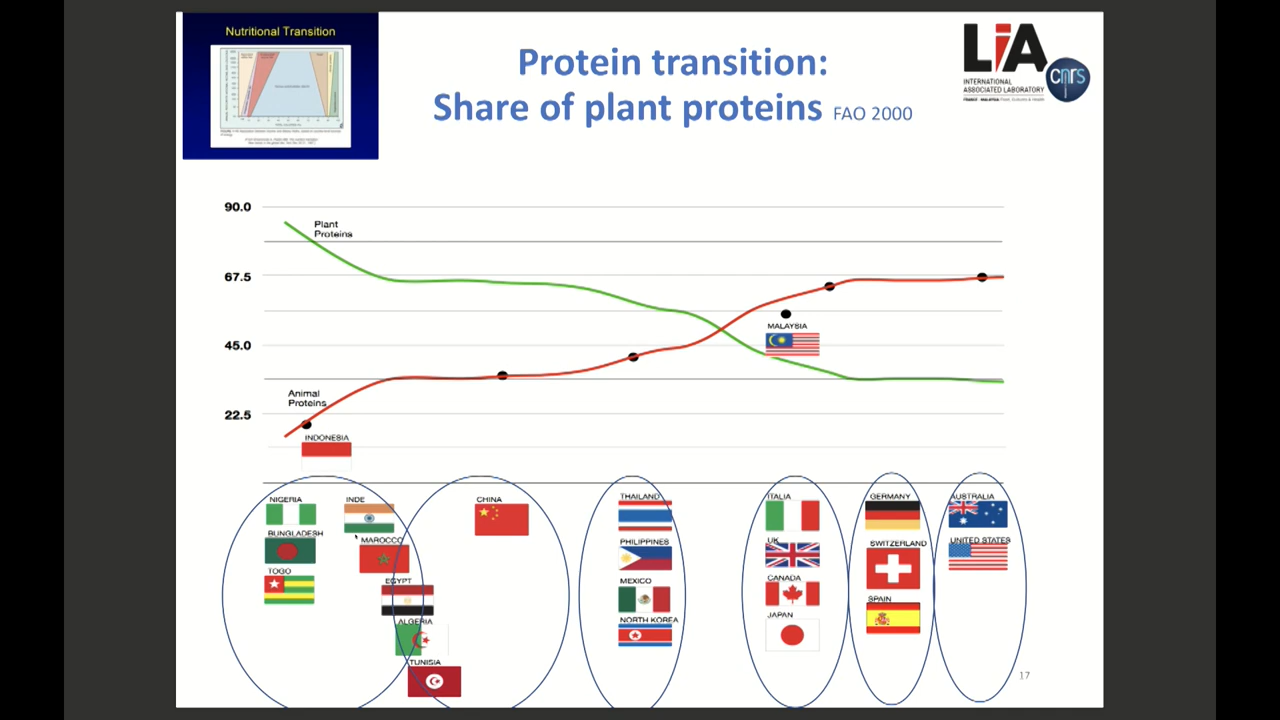 Nutritional Transition
Protein transition:
Share of plant proteins FAO 2000
LIA
INTERNATIONAL
ASSOCIATED LABORATORY
cnrs
90.0
Plant
Proteins
67.5
MALAYSIA
45.0
Animal
Proteins
22.5
INDONESIA
NIGERIA
INDE
CHINA
THAILAND
ITALIA
GERMANY
AUSTRALIA
BUNGLADESH
MAROCCO
PHILIPPINES
UK
SWITZERLAND
UNITED STATES
TOGO
EGYPT
MEXICO
CANADA
SPAIN
ALGERIA
NORTH KOREA
JAPAN
TUNISIA
17